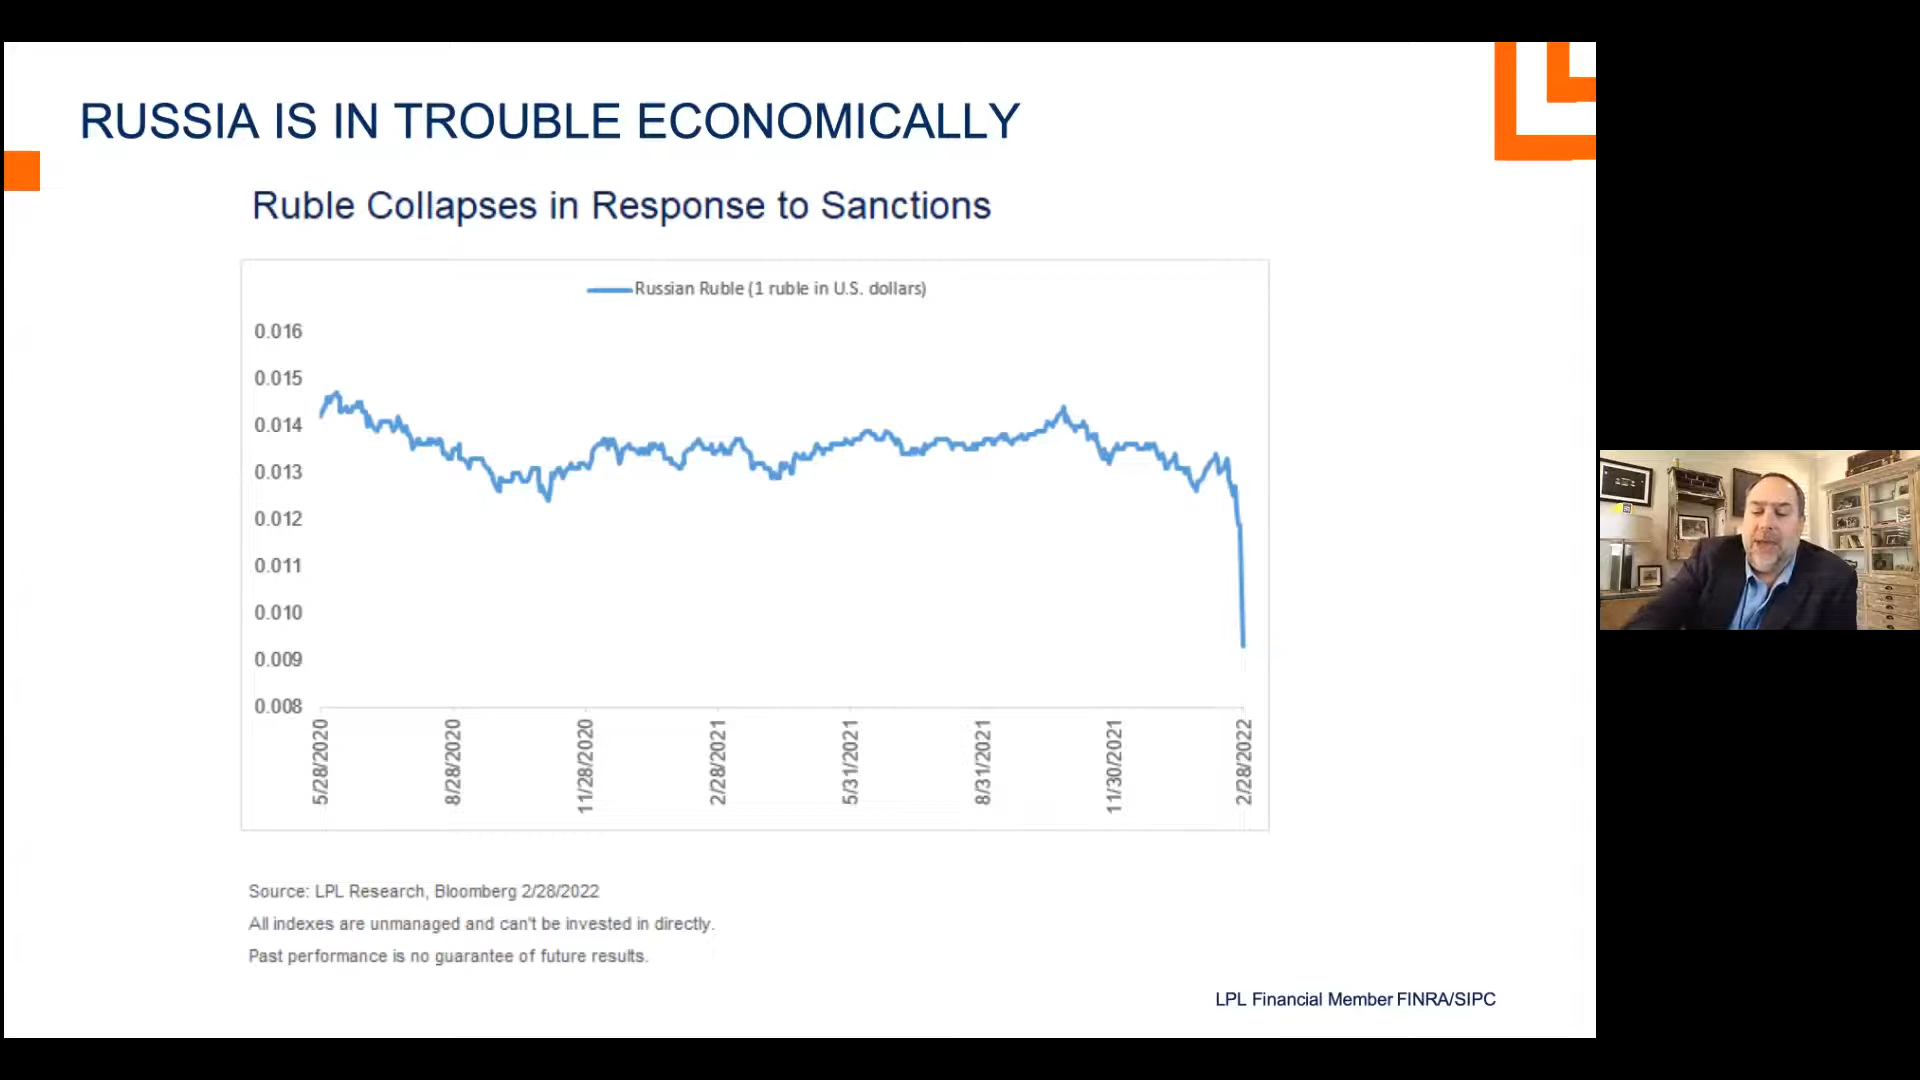 RUSSIA IS IN TROUBLE ECONOMICALLY
Ruble Collapses in Response to Sanctions
Russian Ruble (1 ruble in U.S. dollars)
0.016
0.015
0.014
0.013
0.012
0.011
0.010
0.009
0.008
5/28/2020
8/28/2020
11/28/2020
2/28/2021
5/31/2021
8/31/2021
11/30/2021
2/28/2022
Source: LPL Research, Bloomberg 2/28/2022
All indexes are unmanaged and can't be invested in directly.
Past performance is no guarantee of future results.
LPL Financial Member FINRA/SIPC